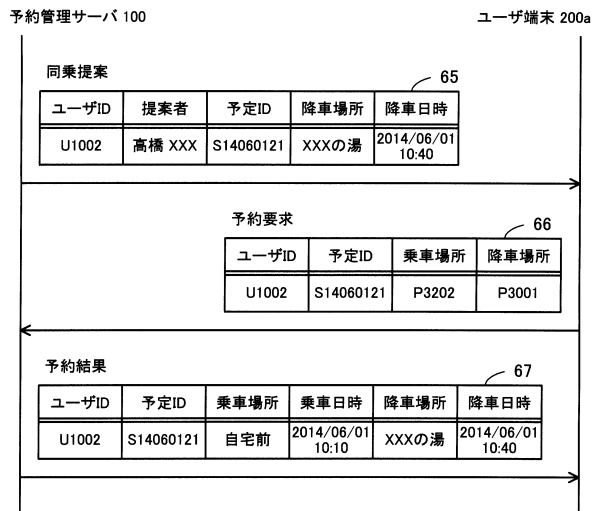 予約管理サーバ 100
ユーザ端末 200a
同乗提案
65
ユーザID 提案者 予定ID 降車場所 降車日時
U1002 高橋 XXX S14060121 XXXの湯 2014/06/01 10:40
予約要求
66
ユーザID 予定ID 乗車場所 降車場所
U1002 S14060121 P3202 P3001
予約結果
67
ユーザID 予定ID 乗車場所 乗車日時 降車場所 降車日時
U1002 S14060121 自宅前 2014/06/01 10:10 XXXの湯 2014/06/01 10:40